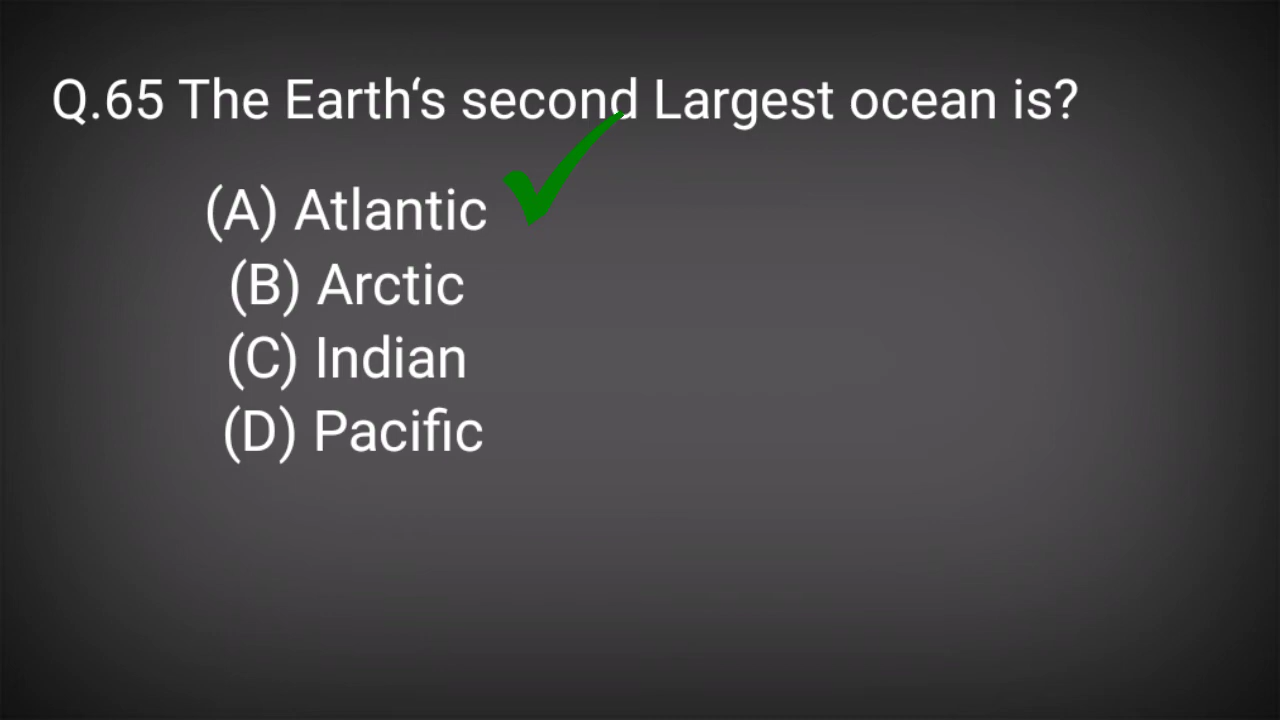 Q.65 The Earth‘s second Largest ocean is?
(A) Atlantic
(B) Arctic
(C) Indian
(D) Pacific